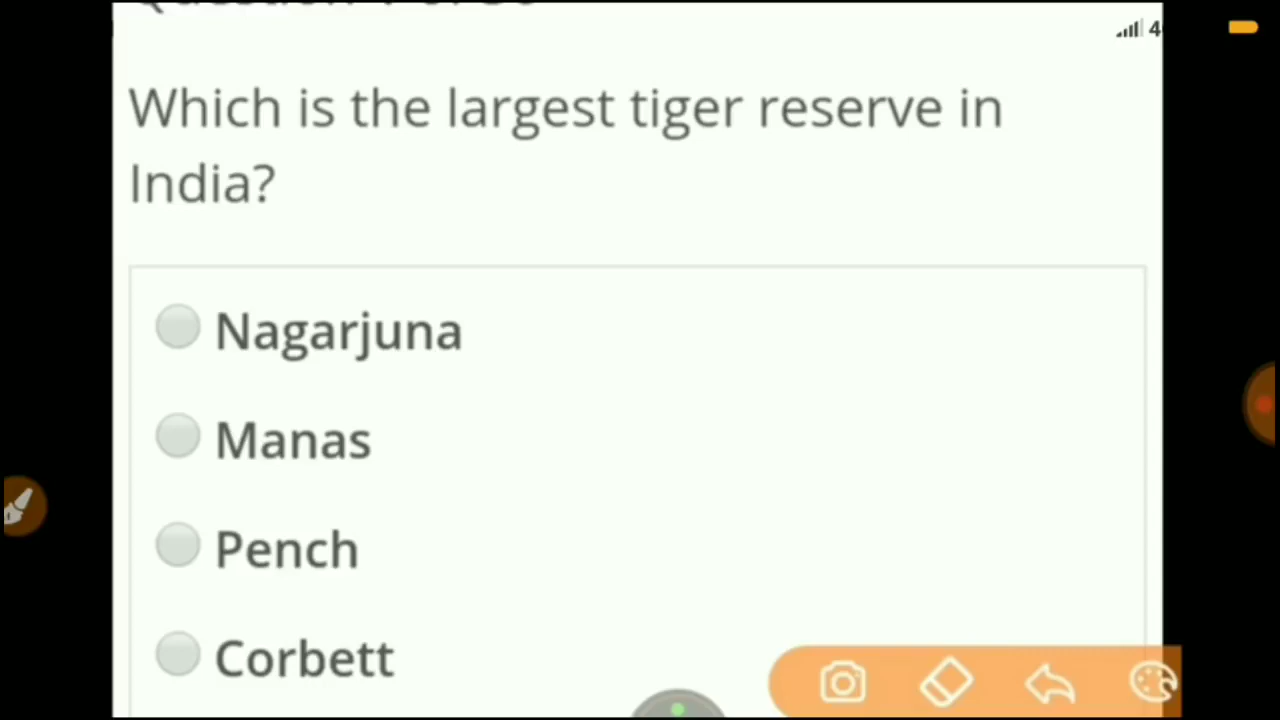 Which is the largest tiger reserve in
India?
Nagarjuna
Manas
Pench
Corbett